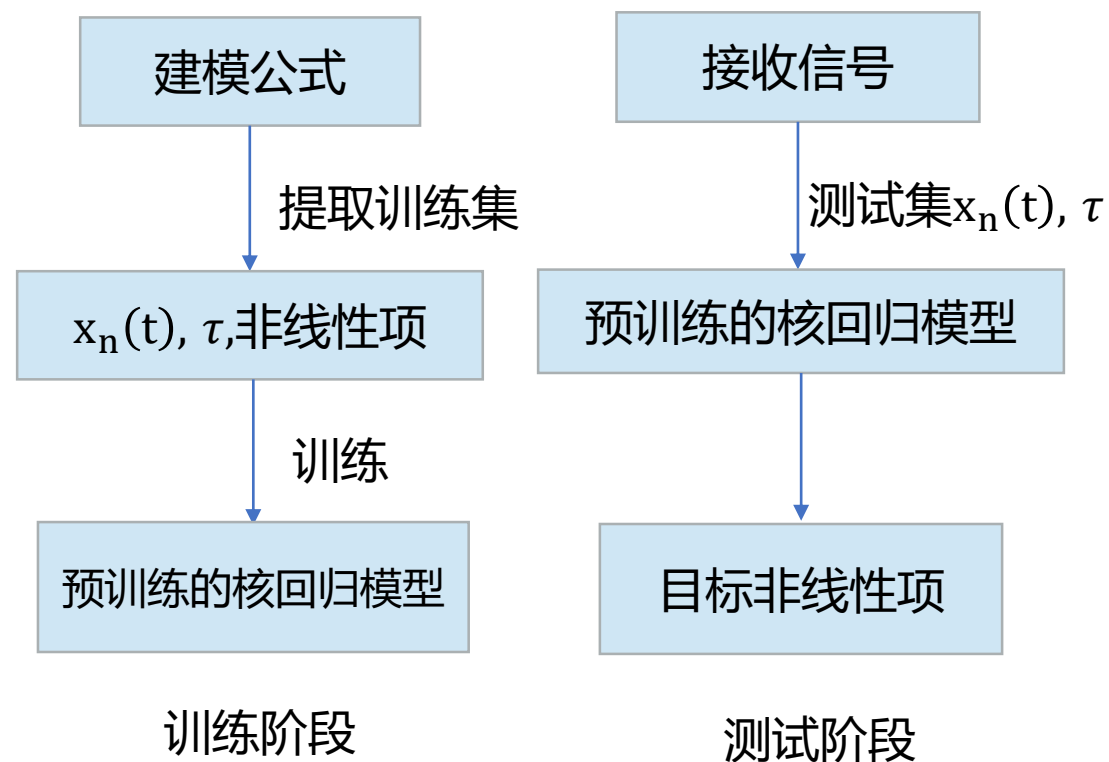 建模公式
提取训练集
xₙ(t), τ,非线性项
训练
预训练的核回归模型
训练阶段
接收信号
测试集xₙ(t), τ
预训练的核回归模型
目标非线性项
测试阶段